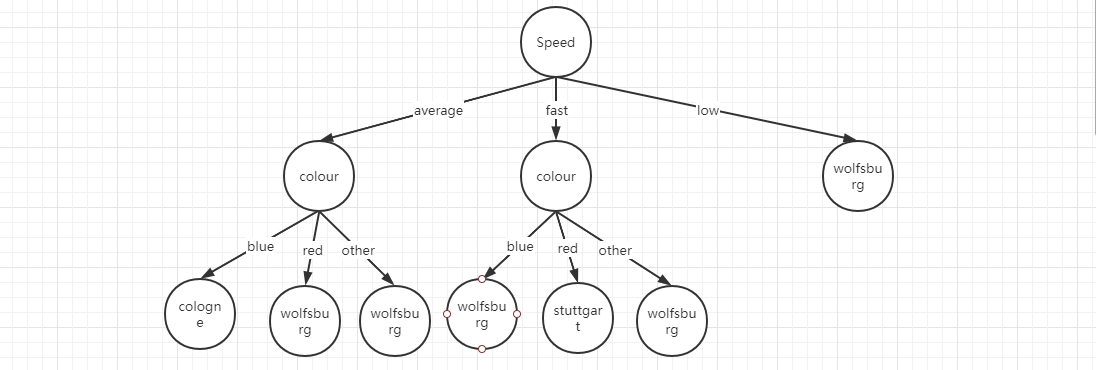 Speed
average
fast
low
colour
colour
wolfsbu
rg
blue
red
other
blue
red
other
cologn
e
wolfsbu
rg
wolfsbu
rg
wolfsbu
rg
stuttgar
t
wolfsbu
rg